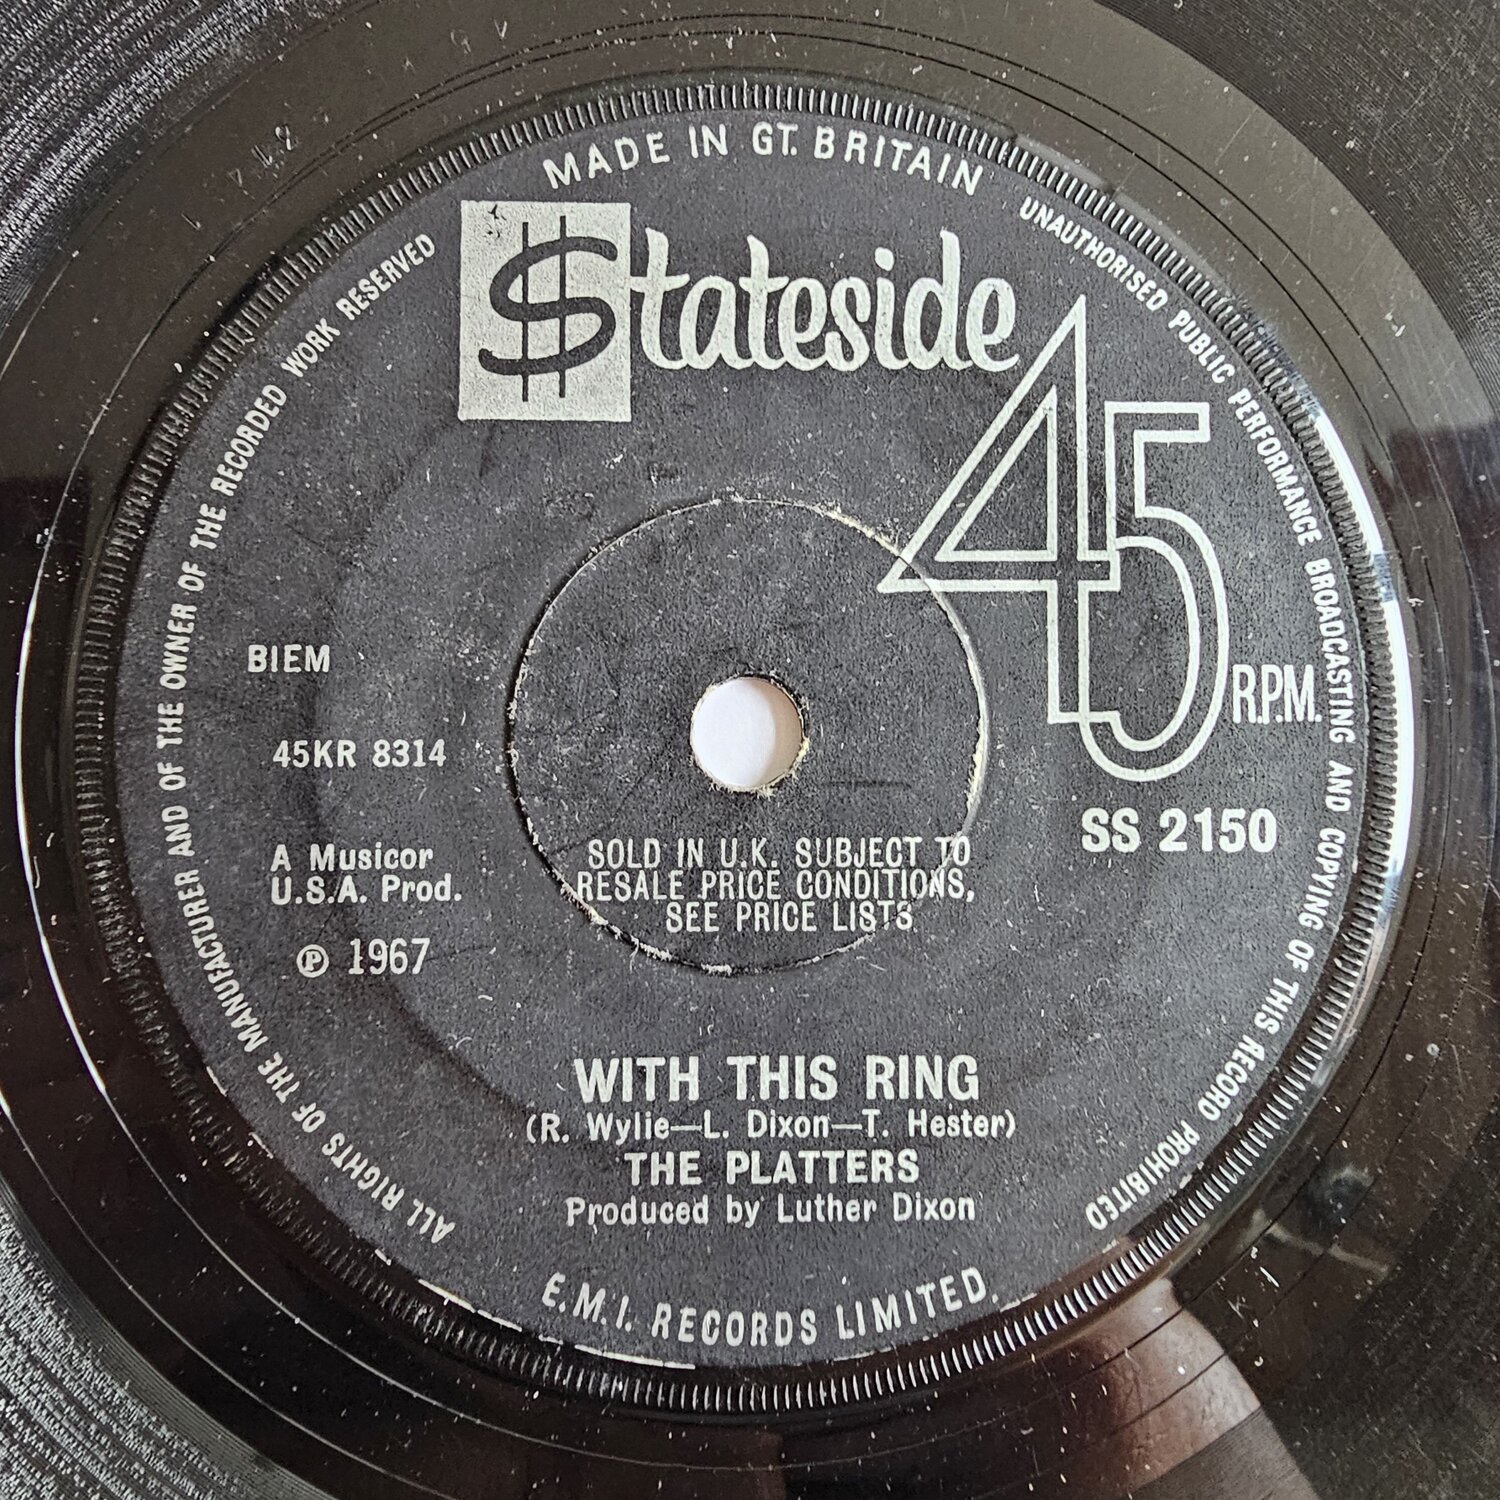 MADE IN GT. BRITAIN
Stateside
45
R.P.M.
UNAUTHORISED PUBLIC PERFORMANCE BROADCASTING AND COPYING OF THIS RECORD PROHIBITED
ALL RIGHTS OF THE MANUFACTURER AND OF THE OWNER OF THE RECORDED WORK RESERVED
BIEM
45KR 8314
SS 2150
A Musicor
U.S.A. Prod.
℗ 1967
SOLD IN U.K. SUBJECT TO
RESALE PRICE CONDITIONS,
SEE PRICE LISTS
WITH THIS RING
(R. Wylie—L. Dixon—T. Hester)
THE PLATTERS
Produced by Luther Dixon
E.M.I. RECORDS LIMITED.